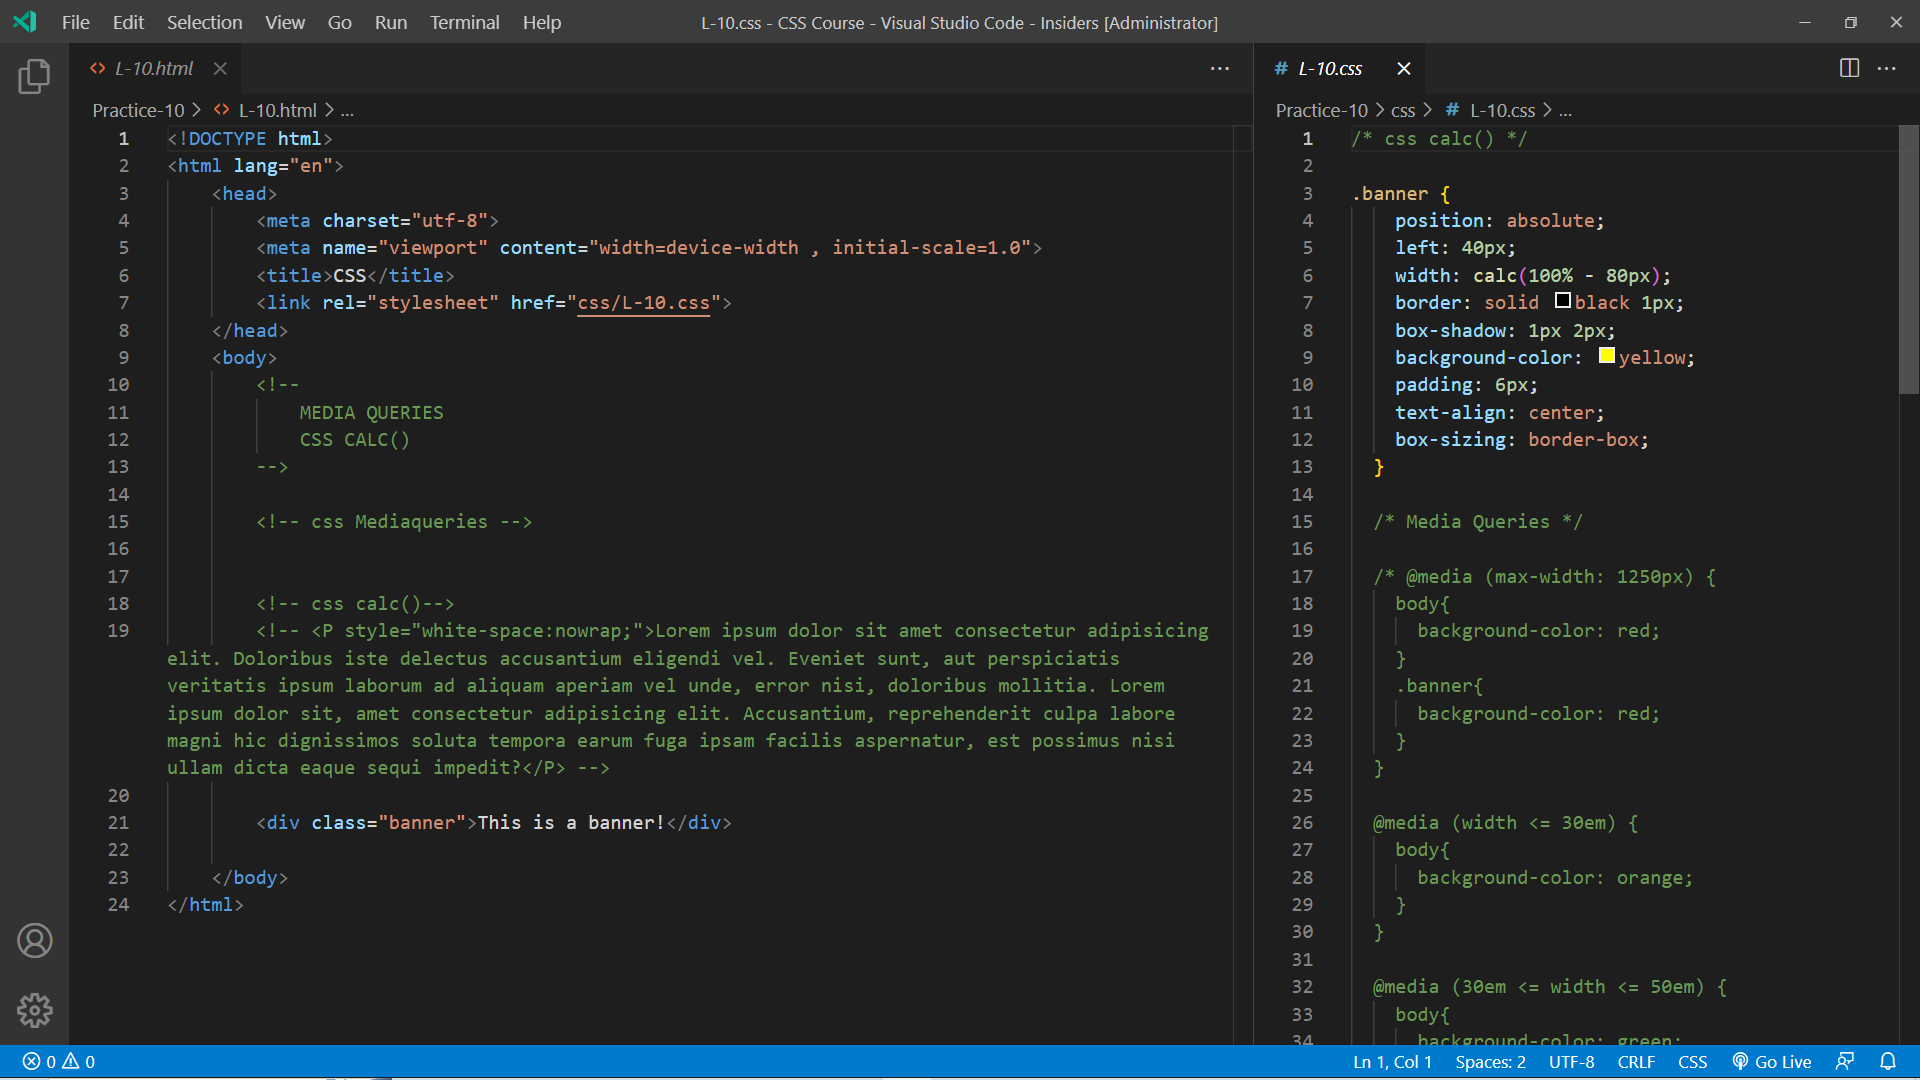 File Edit Selection View Go Run Terminal Help
L-10.css - CSS Course - Visual Studio Code - Insiders [Administrator]
L-10.html
Practice-10 > L-10.html > ...
1 <!DOCTYPE html>
2 <html lang="en">
3 <head>
4 <meta charset="utf-8">
5 <meta name="viewport" content="width=device-width , initial-scale=1.0">
6 <title>CSS</title>
7 <link rel="stylesheet" href="css/L-10.css">
8 </head>
9 <body>
10 <!--
11 MEDIA QUERIES
12 CSS CALC()
13 -->
14
15 <!-- css Mediaqueries -->
16
17
18 <!-- css calc()-->
19 <!-- <P style="white-space:nowrap;">Lorem ipsum dolor sit amet consectetur adipisicing
elit. Doloribus iste delectus accusantium eligendi vel. Eveniet sunt, aut perspiciatis
veritatis ipsum laborum ad aliquam aperiam vel unde, error nisi, doloribus mollitia. Lorem
ipsum dolor sit, amet consectetur adipisicing elit. Accusantium, reprehenderit culpa labore
magni hic dignissimos soluta tempora earum fuga ipsam facilis aspernatur, est possimus nisi
ullam dicta eaque sequi impedit?</P> -->
20
21 <div class="banner">This is a banner!</div>
22
23 </body>
24 </html>
# L-10.css
Practice-10 > css > # L-10.css > ...
1 /* css calc() */
2
3 .banner {
4 position: absolute;
5 left: 40px;
6 width: calc(100% - 80px);
7 border: solid black 1px;
8 box-shadow: 1px 2px;
9 background-color: yellow;
10 padding: 6px;
11 text-align: center;
12 box-sizing: border-box;
13 }
14
15 /* Media Queries */
16
17 /* @media (max-width: 1250px) {
18 body{
19 background-color: red;
20 }
21 .banner{
22 background-color: red;
23 }
24 }
25
26 @media (width <= 30em) {
27 body{
28 background-color: orange;
29 }
30 }
31
32 @media (30em <= width <= 50em) {
33 body{
34 background-color: green;
0 0
Ln 1, Col 1 Spaces: 2 UTF-8 CRLF CSS Go Live